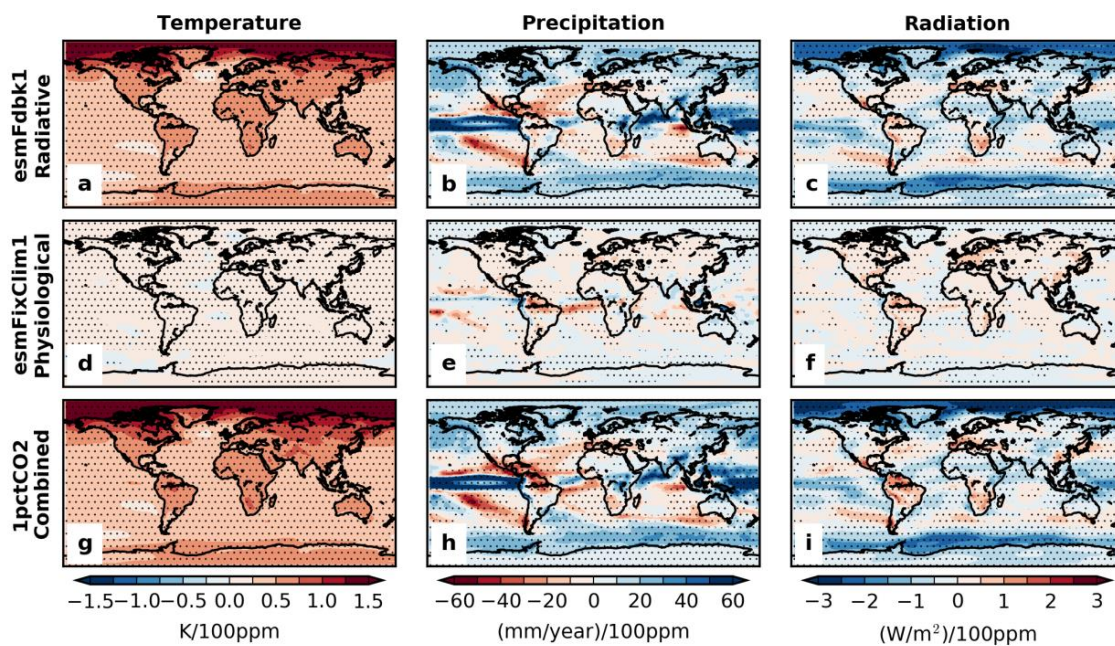 Temperature Precipitation Radiation
esmFdbk1
Radiative
a b c
esmFixClim1
Physiological
d e f
1pctCO2
Combined
g h i
−1.5 −1.0 −0.5 0.0 0.5 1.0 1.5 −60 −40 −20 0 20 40 60 −3 −2 −1 0 1 2 3
K/100ppm (mm/year)/100ppm (W/m²)/100ppm